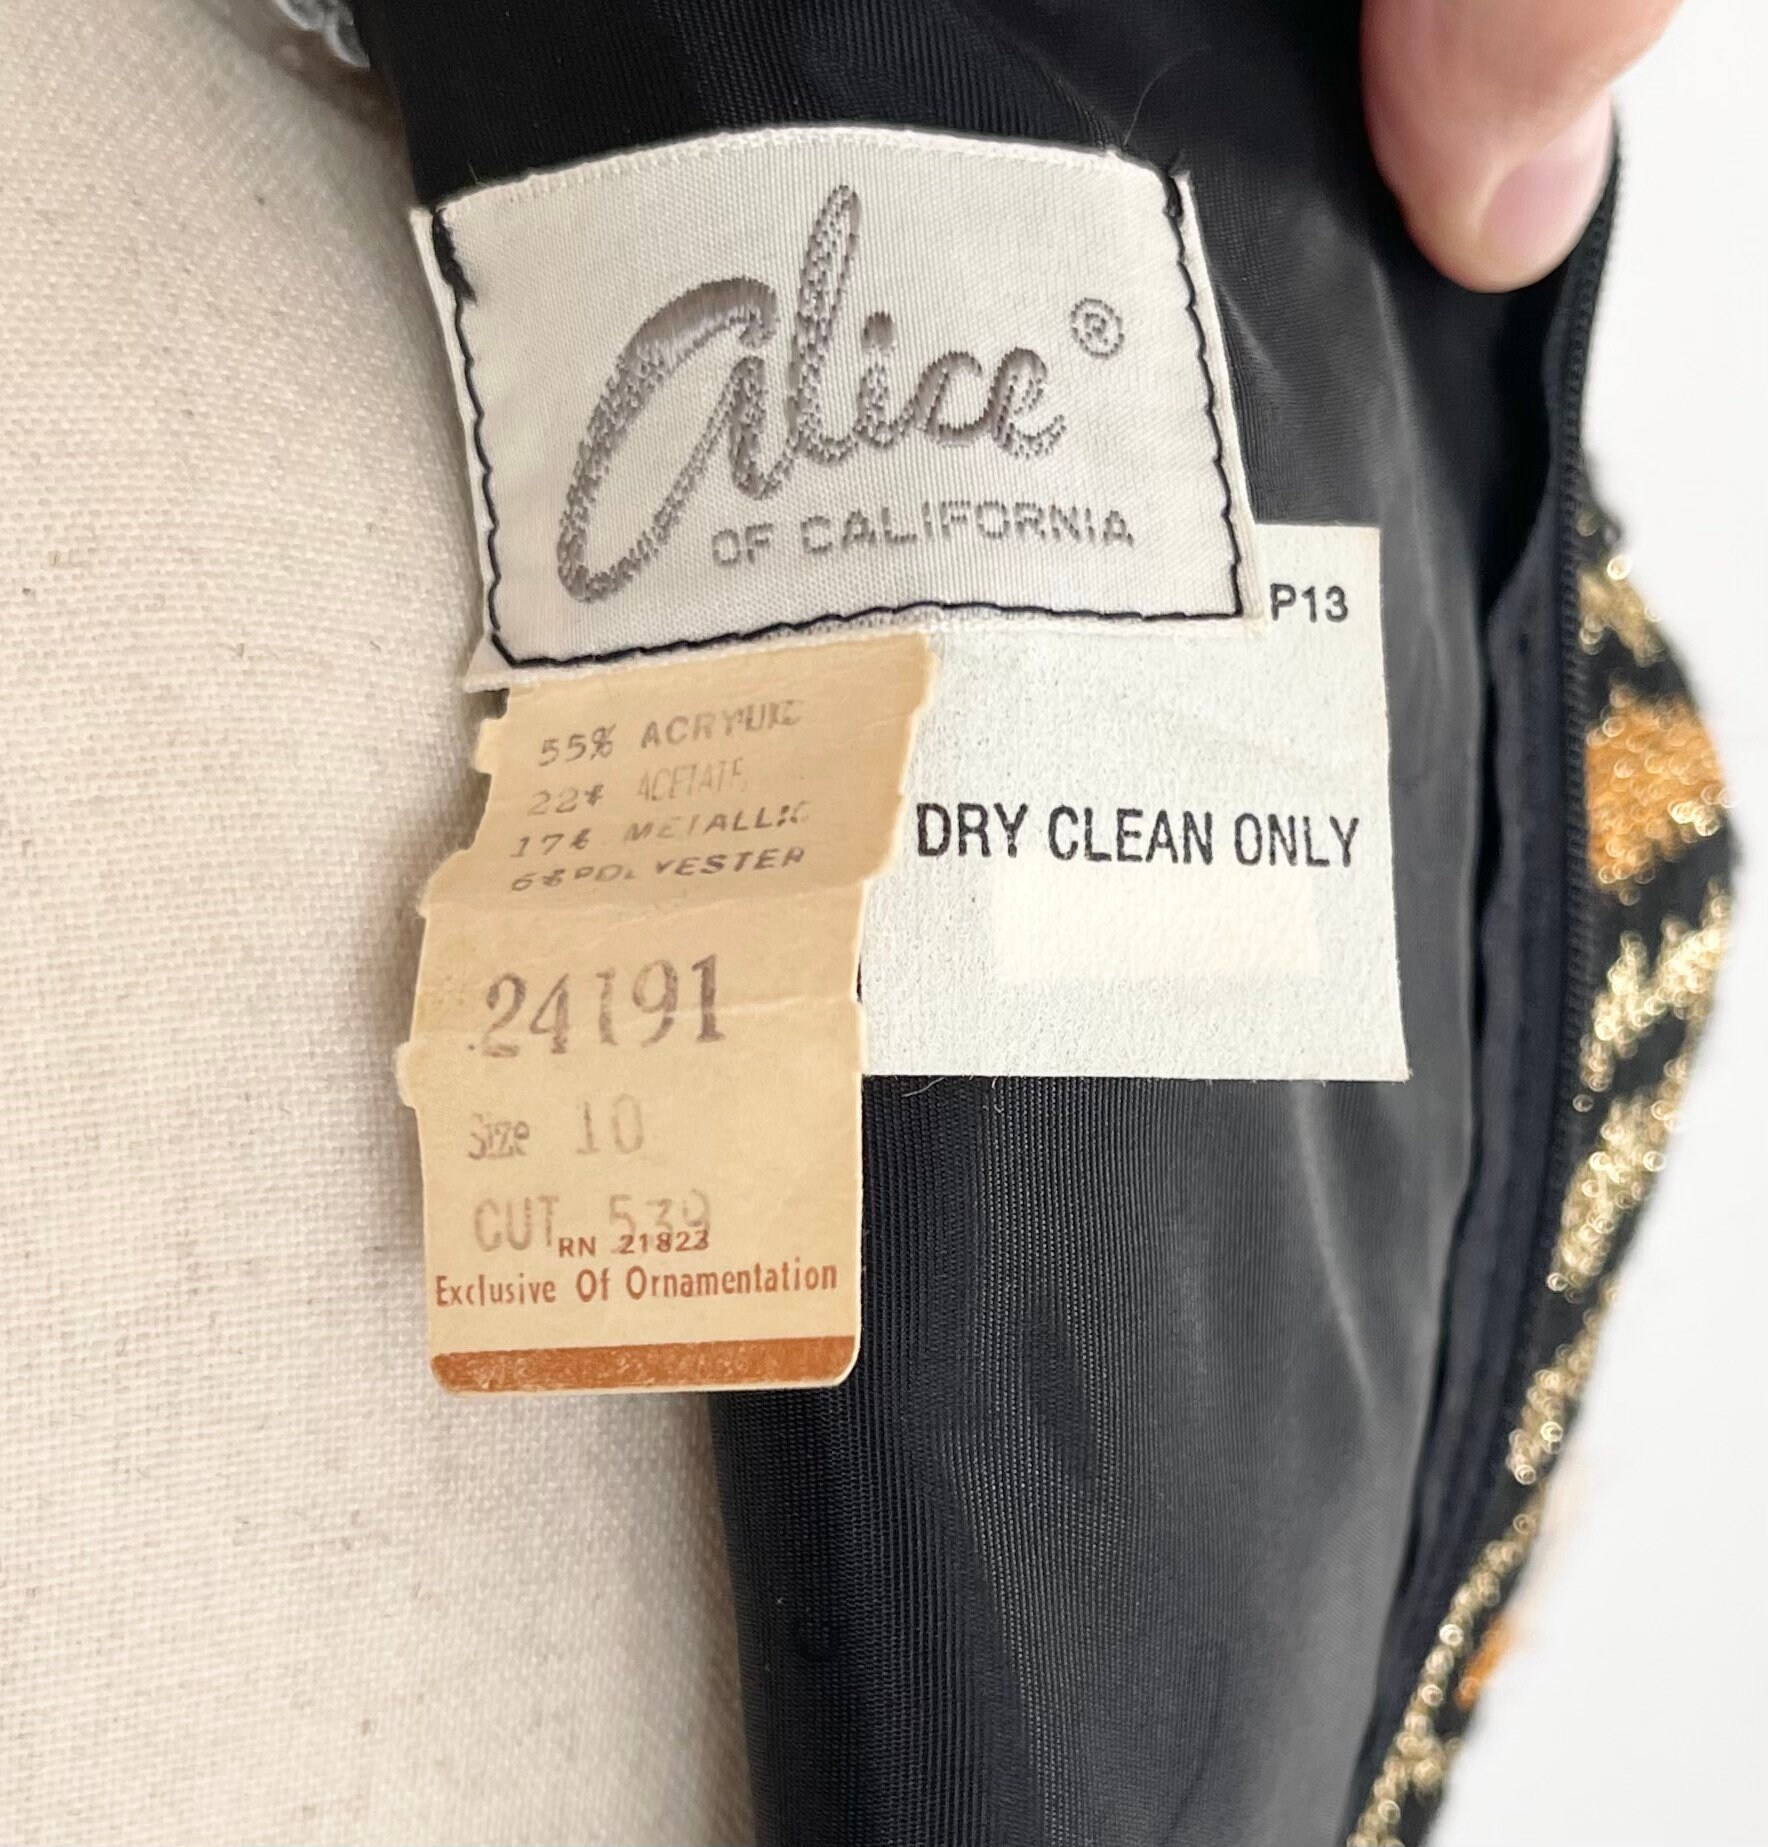 Alice ®
OF CALIFORNIA
P13
DRY CLEAN ONLY
55% ACRYLIC
22% ACETATE
17% METALLIC
6% POLYESTER
24191
Size 10
CUT 539
RN 21823
Exclusive Of Ornamentation